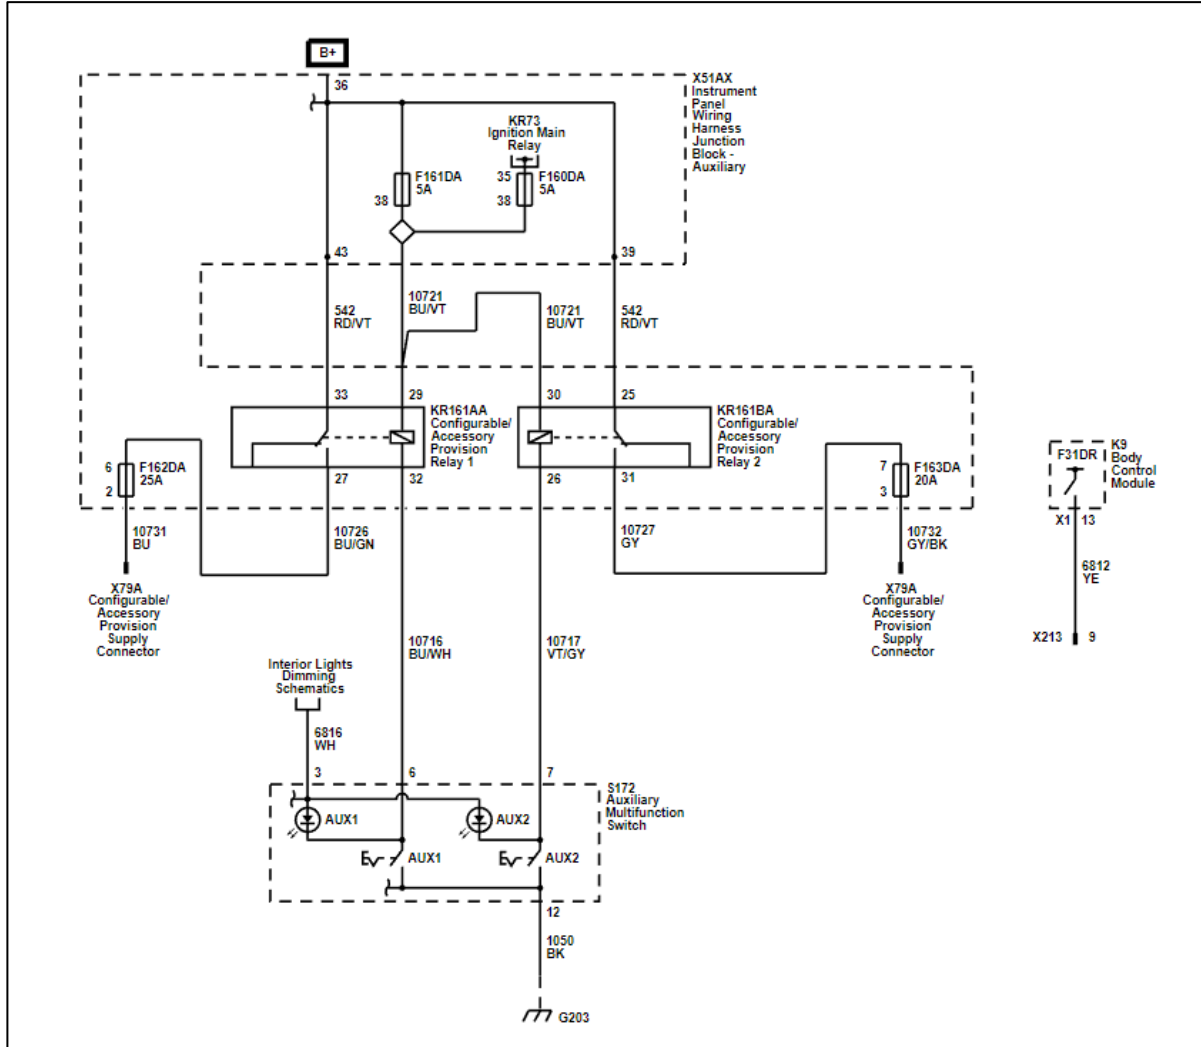 B+
36
X51AX
Instrument
Panel
Wiring
Harness
Junction
Block -
Auxiliary
KR73
Ignition Main
Relay
F161DA
5A
38
35
38
F160DA
5A
43
39
542
RD/VT
10721
BU/VT
10721
BU/VT
542
RD/VT
33
29
30
25
KR161AA
Configurable/
Accessory
Provision
Relay 1
KR161BA
Configurable/
Accessory
Provision
Relay 2
6
2
F162DA
25A
27
32
26
31
7
3
F163DA
20A
F31DR
K9
Body
Control
Module
X1
13
10731
BU
10726
BU/GN
10727
GY
10732
GY/BK
6812
YE
X79A
Configurable/
Accessory
Provision
Supply
Connector
X79A
Configurable/
Accessory
Provision
Supply
Connector
X213
9
10716
BU/WH
10717
VT/GY
Interior Lights
Dimming
Schematics
6816
WH
3
6
7
S172
Auxiliary
Multifunction
Switch
AUX1
AUX2
AUX1
AUX2
12
1050
BK
G203